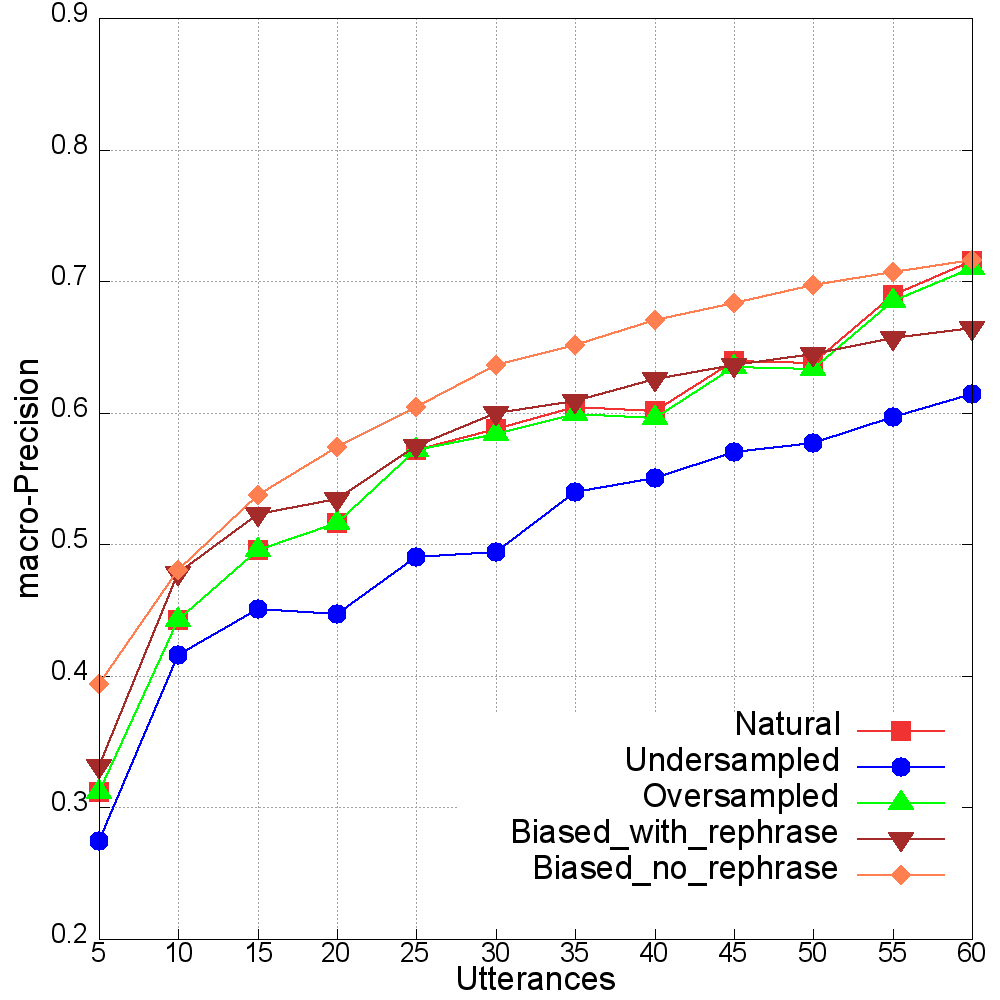 0.9
0.8
0.7
0.6
0.5
0.4
0.3
0.2
macro-Precision
Natural
Undersampled
Oversampled
Biased_with_rephrase
Biased_no_rephrase
5 10 15 20 25 30 35 40 45 50 55 60
Utterances